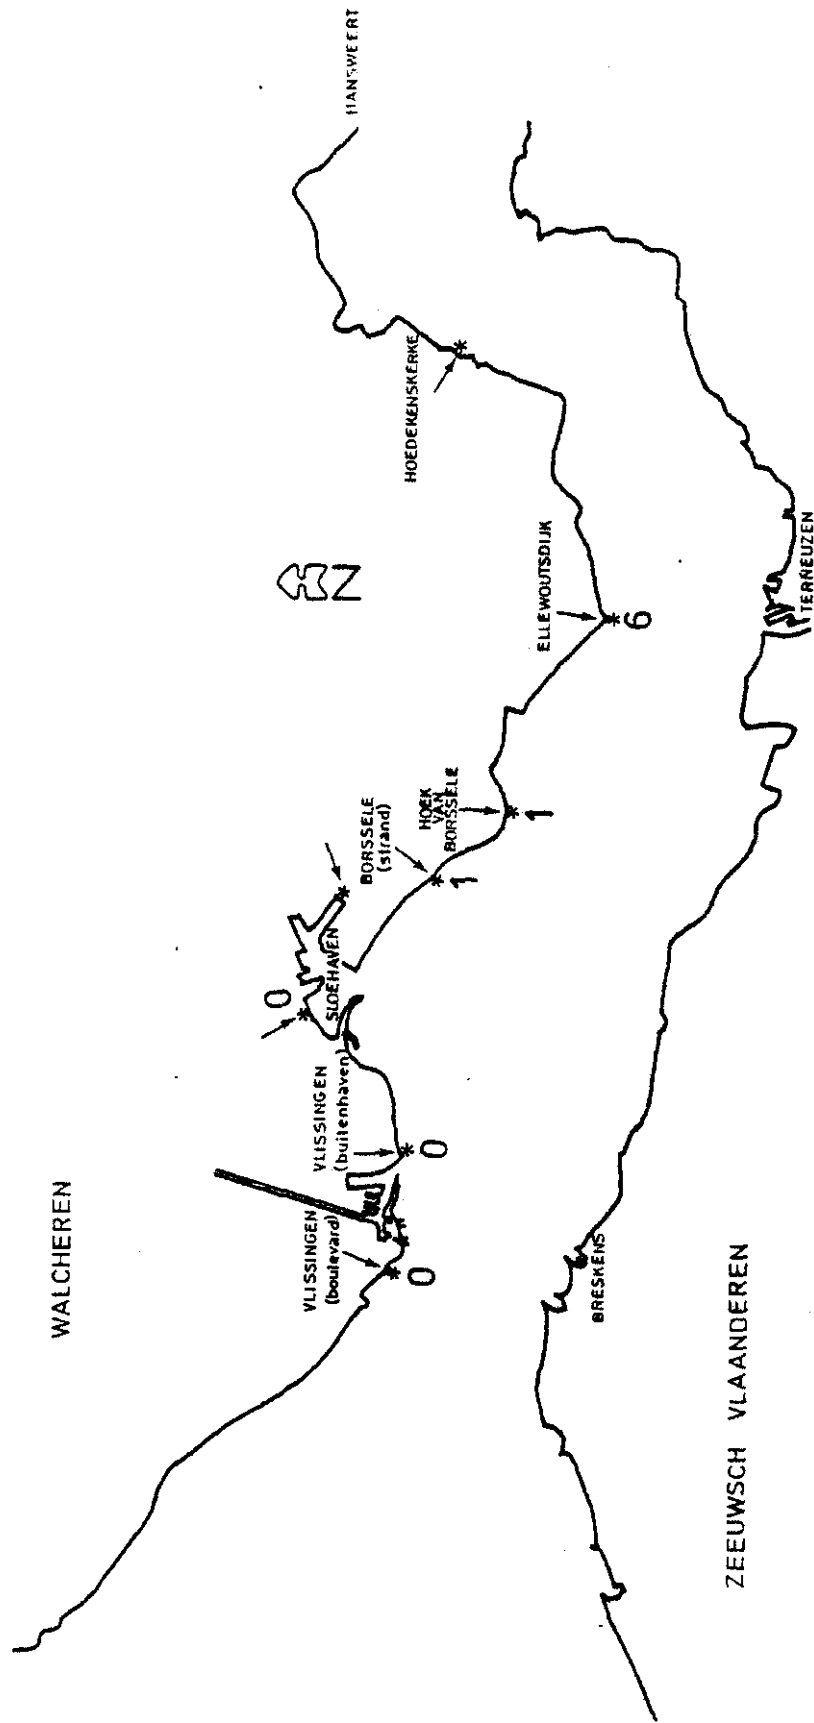 WALCHEREN
VLISSINGEN
(boulevard)
0
VLISSINGEN
(buitenhaven)
0
0
SLOEHAVEN
BORSSELE
(strand)
1
HOEK
VAN
BORSSELE
1
N
ELLEWOUTSDIJK
6
HOEDEKENSKERKE
HANSWEERT
BRESKENS
TERNEUZEN
ZEEUWSCH VLAANDEREN